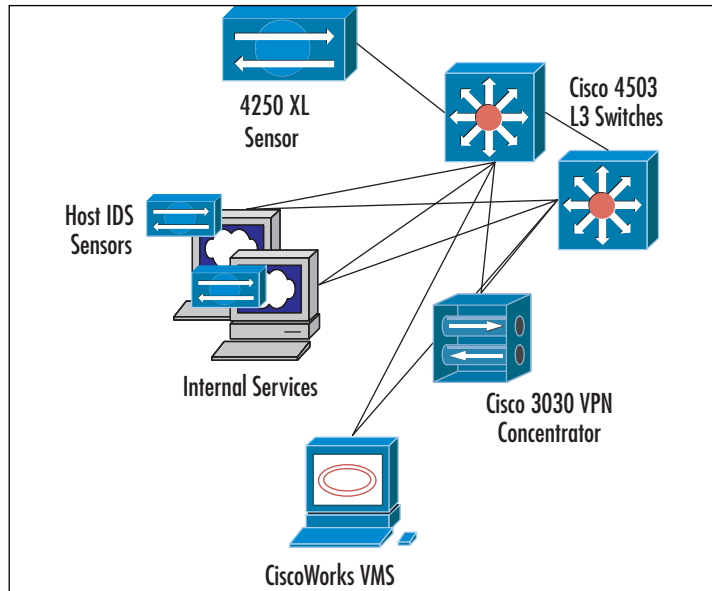 4250 XL
Sensor
Cisco 4503
L3 Switches
Host IDS
Sensors
Internal Services
Cisco 3030 VPN
Concentrator
CiscoWorks VMS